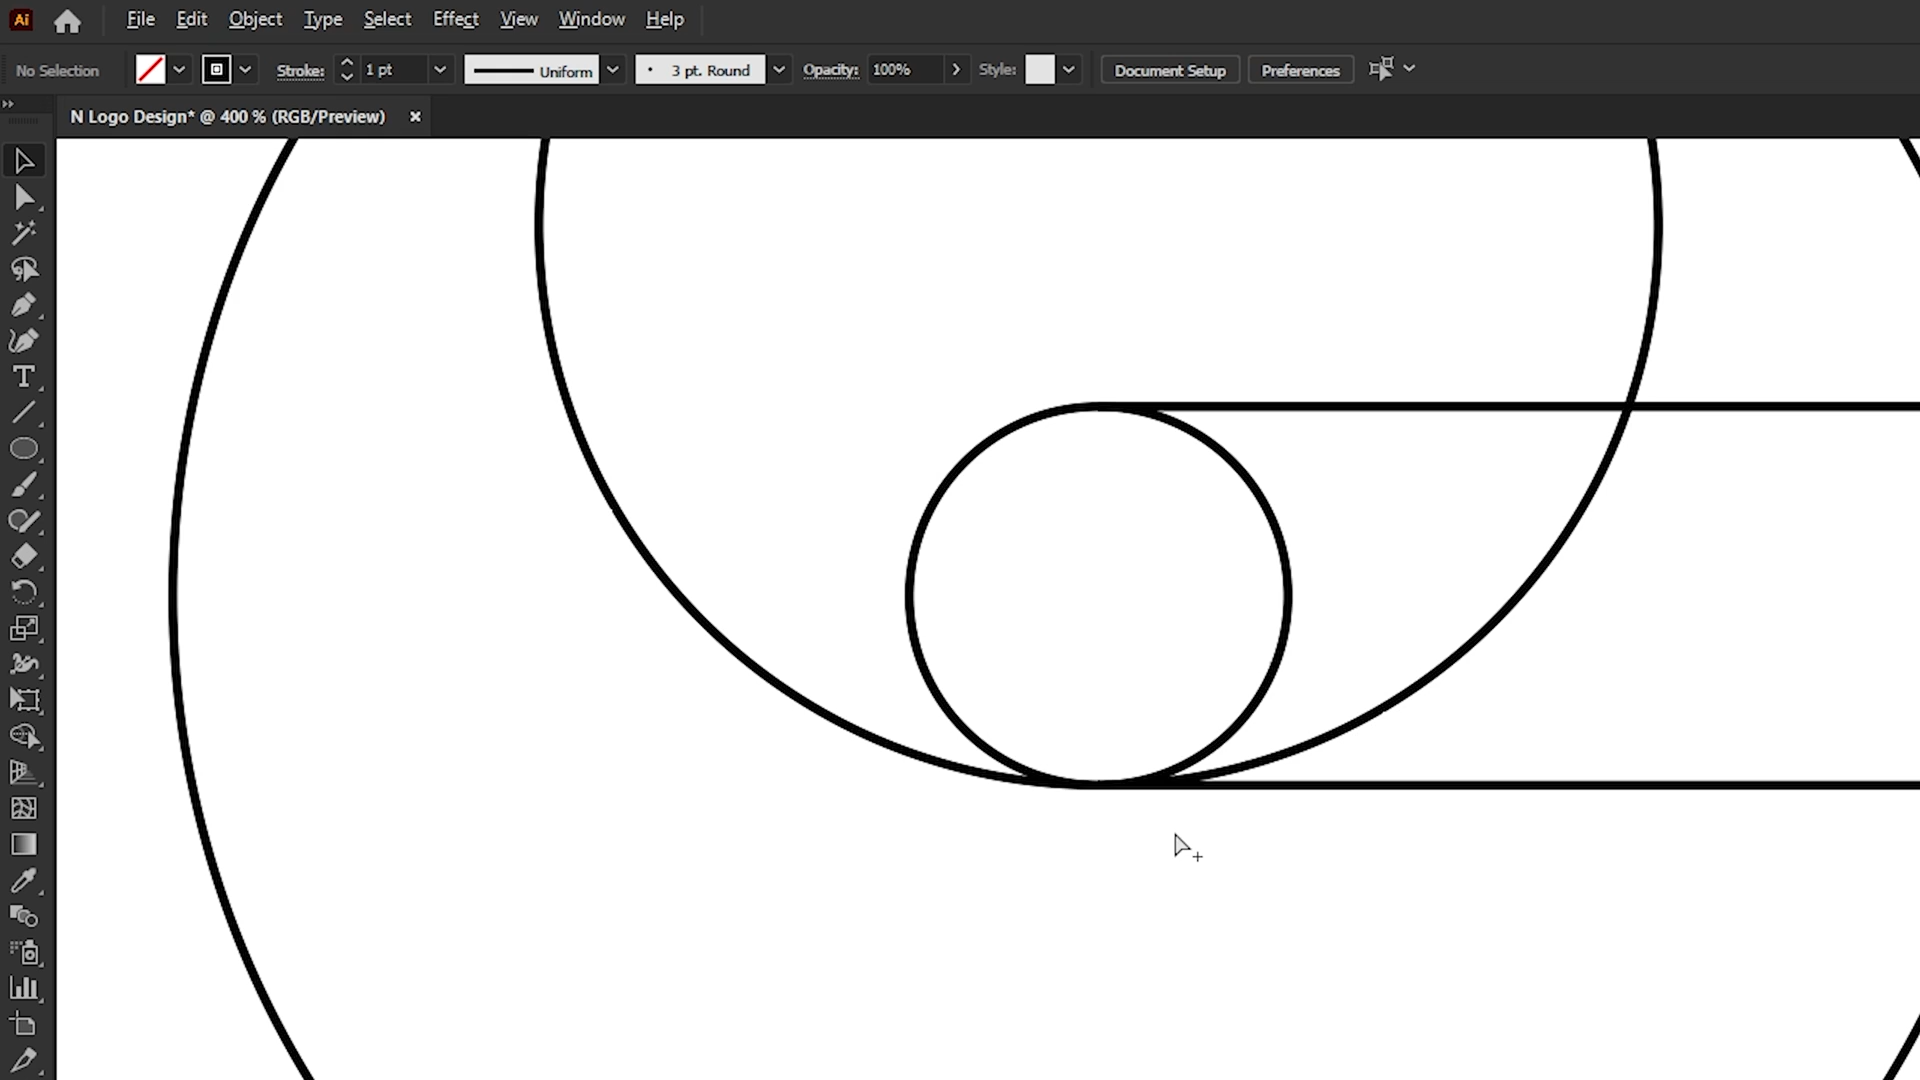 Ai File Edit Object Type Select Effect View Window Help
No Selection Stroke: 1 pt Uniform 3 pt. Round Opacity: 100% Style: Document Setup Preferences
N Logo Design* @ 400 % (RGB/Preview) ×